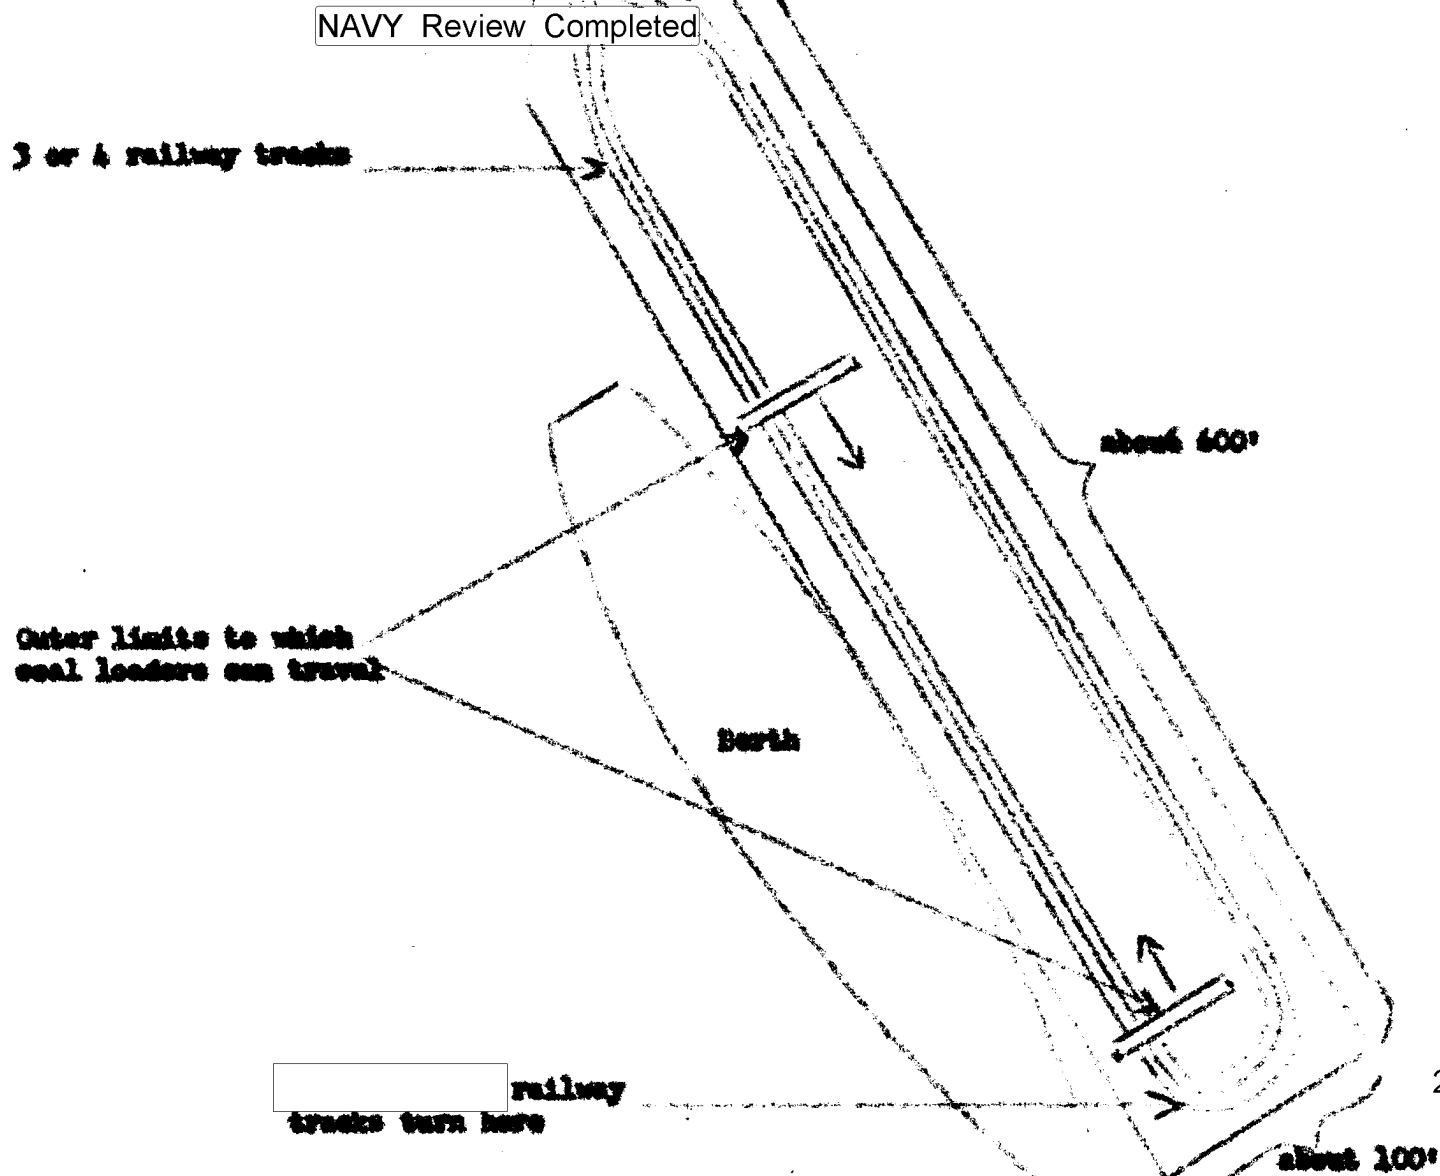 NAVY Review Completed
3 or 4 railway tracks
about 600'
Outer limits to which
coal loaders can travel
Berth
railway
tracks turn here
2
about 100'